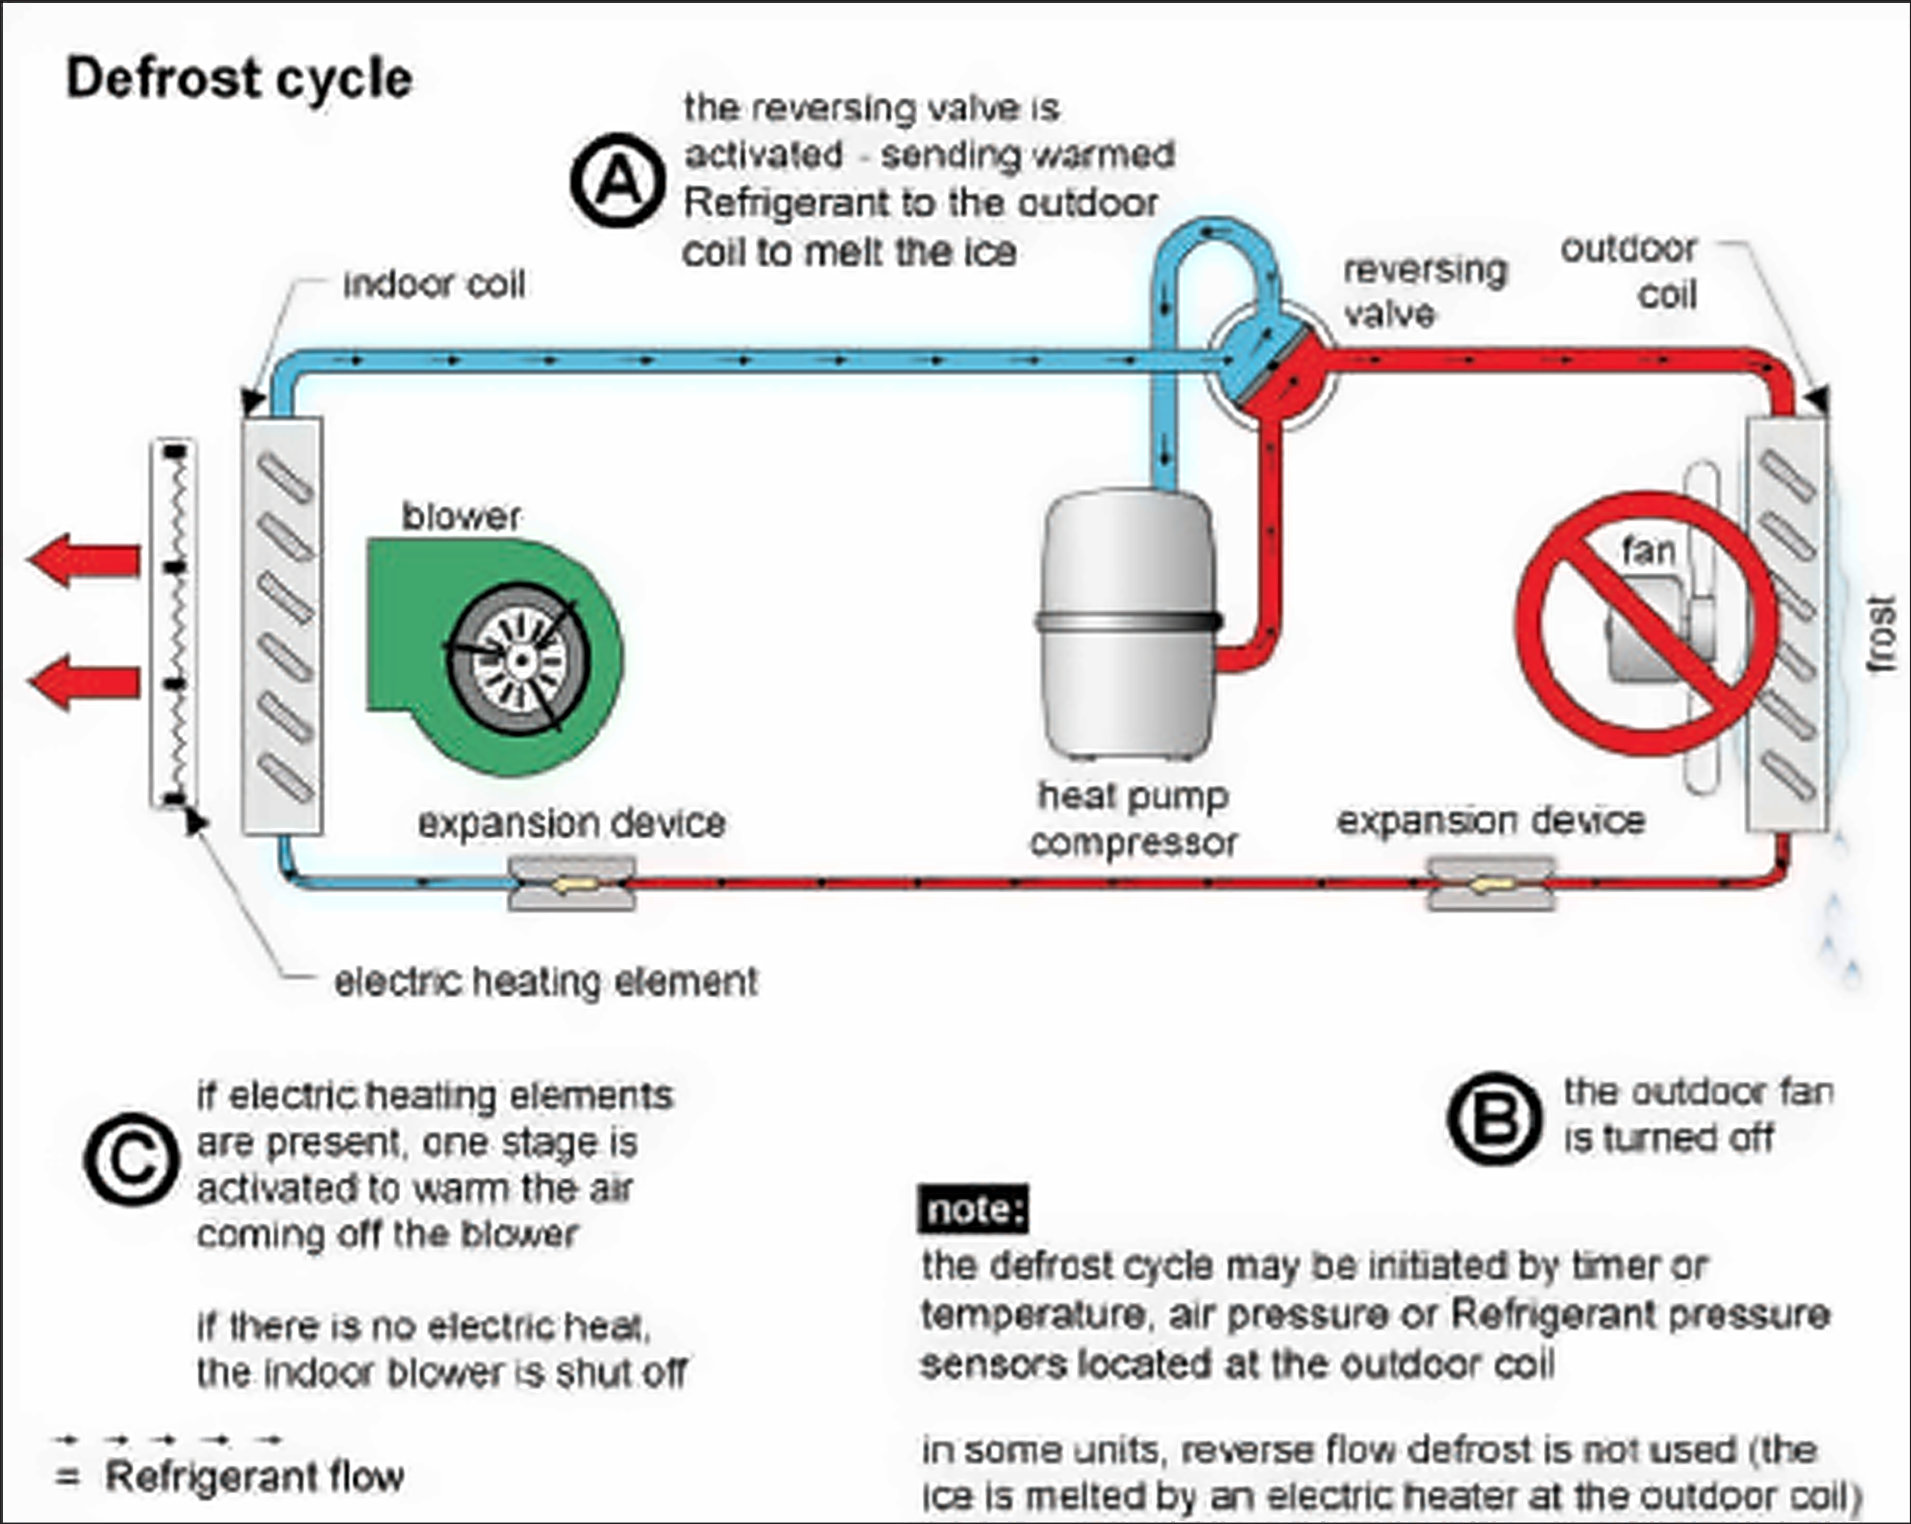 Defrost cycle
A
the reversing valve is
activated - sending warmed
Refrigerant to the outdoor
coil to melt the ice
indoor coil
reversing
valve
outdoor
coil
blower
fan
frost
expansion device
heat pump
compressor
expansion device
electric heating element
C
if electric heating elements
are present, one stage is
activated to warm the air
coming off the blower
if there is no electric heat,
the indoor blower is shut off
= Refrigerant flow
B
the outdoor fan
is turned off
note:
the defrost cycle may be initiated by timer or
temperature, air pressure or Refrigerant pressure
sensors located at the outdoor coil
in some units, reverse flow defrost is not used (the
ice is melted by an electric heater at the outdoor coil)